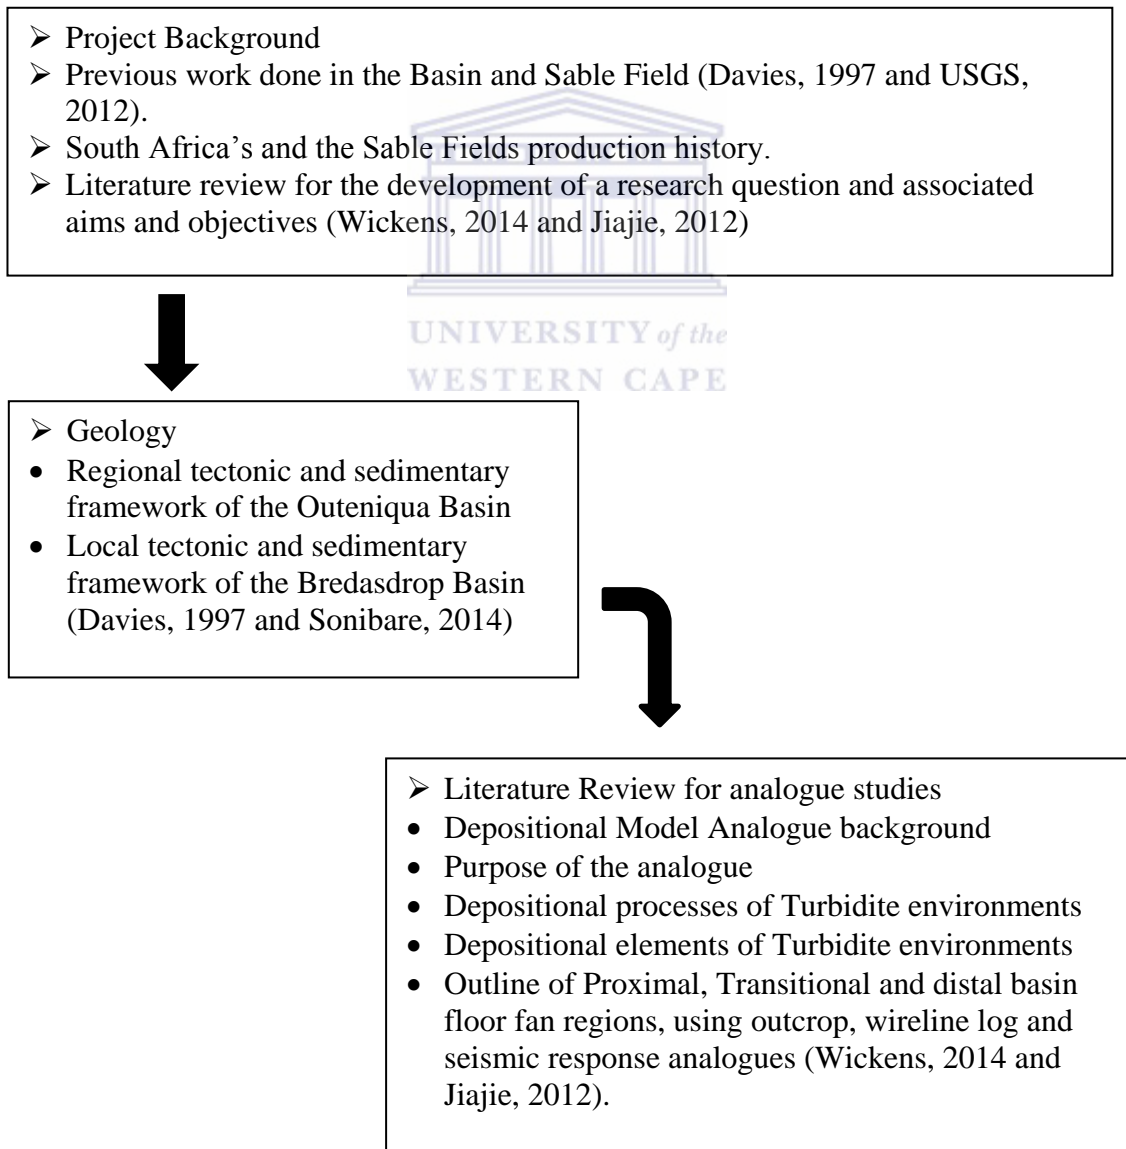 ➢ Project Background
➢ Previous work done in the Basin and Sable Field (Davies, 1997 and USGS,
2012).
➢ South Africa's and the Sable Fields production history.
➢ Literature review for the development of a research question and associated
aims and objectives (Wickens, 2014 and Jiajie, 2012)
UNIVERSITY of the
WESTERN CAPE
➢ Geology
• Regional tectonic and sedimentary
framework of the Outeniqua Basin
• Local tectonic and sedimentary
framework of the Bredasdrop Basin
(Davies, 1997 and Sonibare, 2014)
➢ Literature Review for analogue studies
• Depositional Model Analogue background
• Purpose of the analogue
• Depositional processes of Turbidite environments
• Depositional elements of Turbidite environments
• Outline of Proximal, Transitional and distal basin
floor fan regions, using outcrop, wireline log and
seismic response analogues (Wickens, 2014 and
Jiajie, 2012).